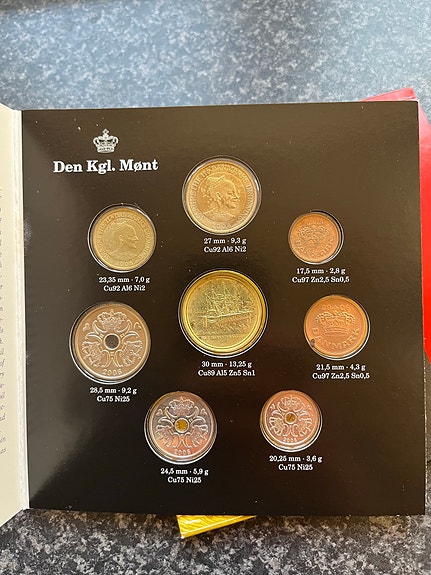 Den Kgl. Mønt
27 mm - 9,3 g
Cu92 Al6 Ni2
23,35 mm - 7,0 g
Cu92 Al6 Ni2
17,5 mm - 2,8 g
Cu97 Zn2,5 Sn0,5
30 mm - 13,25 g
Cu89 Al5 Zn5 Sn1
28,5 mm - 9,2 g
Cu75 Ni25
2008
DANMARK
21,5 mm - 4,3 g
Cu97 Zn2,5 Sn0,5
24,5 mm - 5,9 g
Cu75 Ni25
20,25 mm - 3,6 g
Cu75 Ni25